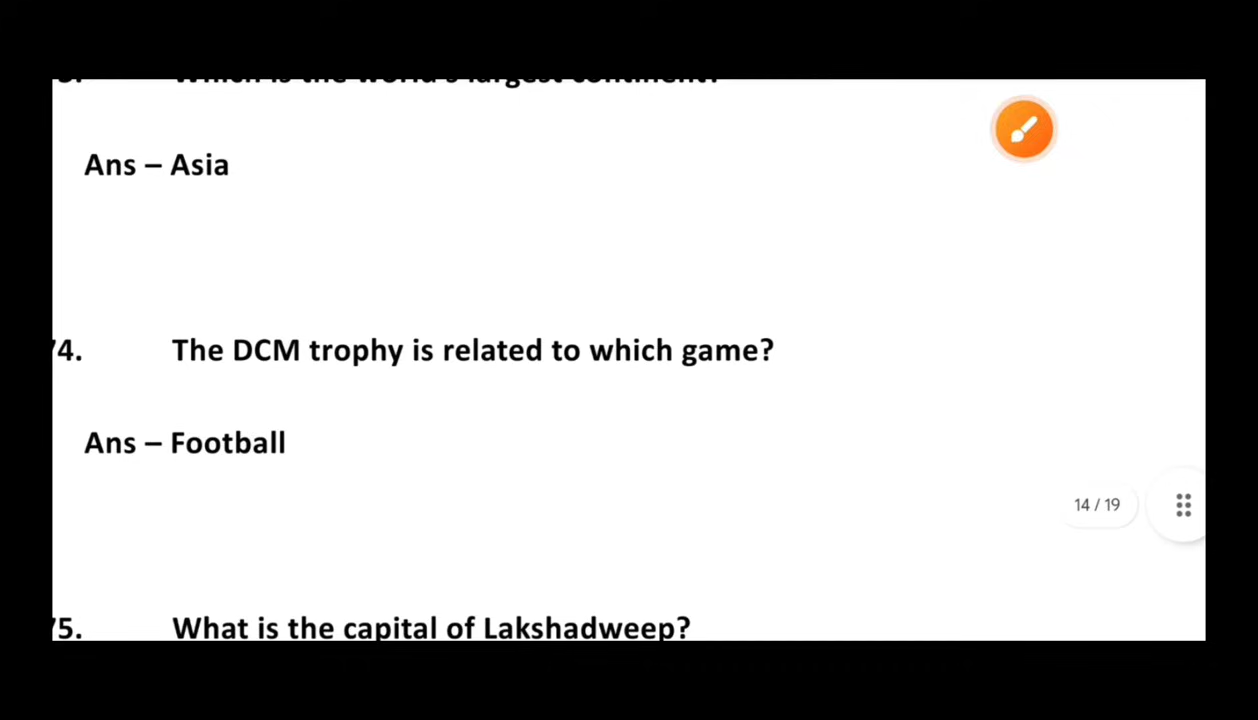 Which is the world's largest continent?
Ans – Asia
74. The DCM trophy is related to which game?
Ans – Football
14 / 19
75. What is the capital of Lakshadweep?